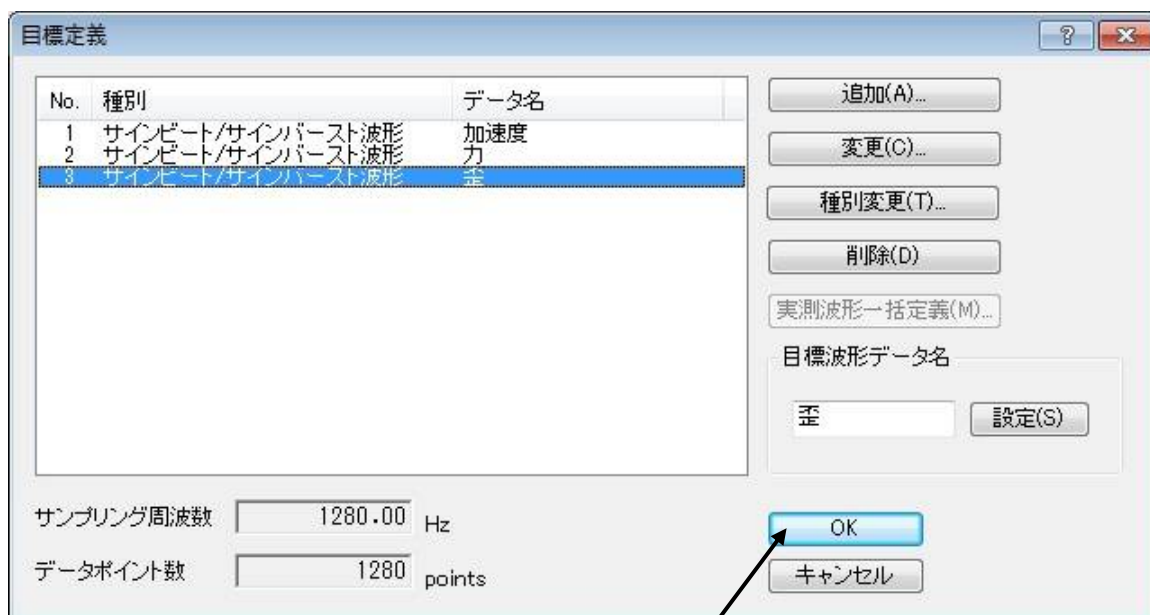 目標定義
No. 種別 データ名
1 サインビート/サインバースト波形 加速度
2 サインビート/サインバースト波形 力
3 サインビート/サインバースト波形 歪
追加(A)...
変更(C)...
種別変更(T)...
削除(D)
実測波形一括定義(M)...
目標波形データ名
歪 設定(S)
サンプリング周波数 1280.00 Hz
データポイント数 1280 points
OK
キャンセル